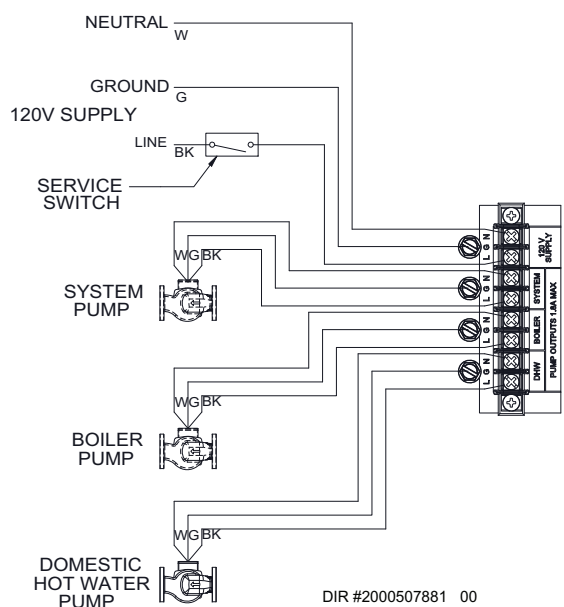 NEUTRAL
W
GROUND
G
120V SUPPLY
LINE
BK
SERVICE
SWITCH
L G N
120 V
SUPPLY
WG BK
SYSTEM
PUMP
L G N
SYSTEM
L G N
BOILER
L G N
DHW
PUMP OUTPUTS 1.8A MAX
WG BK
BOILER
PUMP
WG BK
DOMESTIC
HOT WATER
PUMP
DIR #2000507881 00